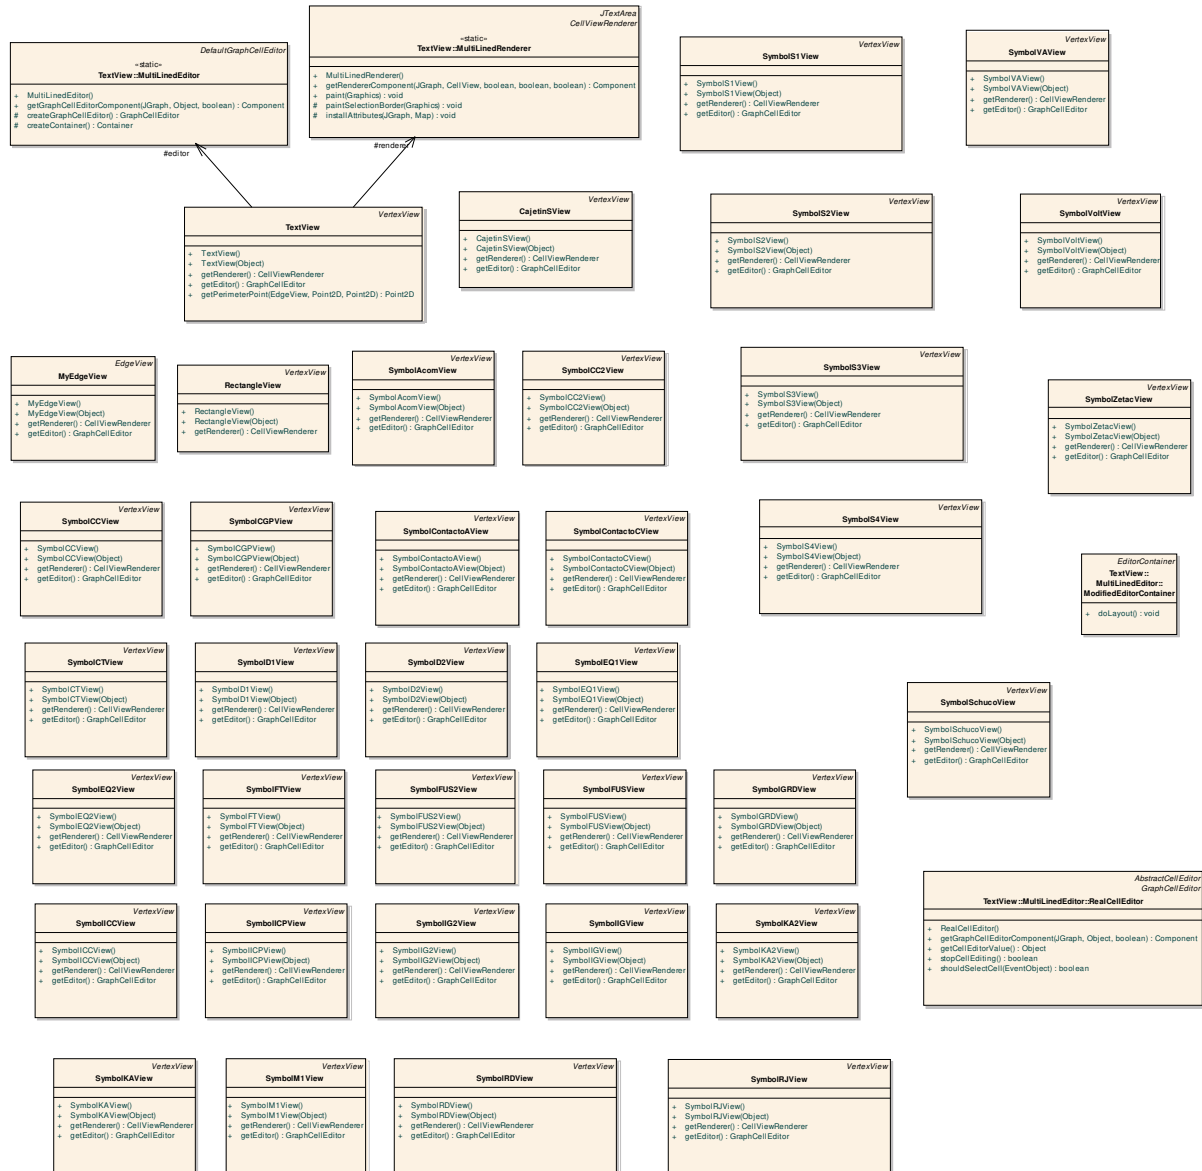 DefaultGraphCellEditor
«static»
TextView::MultiLinedEditor
+ MultiLinedEditor()
+ getGraphCellEditorComponent(JGraph, Object, boolean) : Component
# createGraphCellEditor() : GraphCellEditor
# createContainer() : Container
JTextArea
CellViewRenderer
«static»
TextView::MultiLinedRenderer
+ MultiLinedRenderer()
+ getRendererComponent(JGraph, CellView, boolean, boolean, boolean) : Component
+ paint(Graphics) : void
# paintSelectionBorder(Graphics) : void
# installAttributes(JGraph, Map) : void
VertexView
SymbolS1View
+ SymbolS1View()
+ SymbolS1View(Object)
+ getRenderer() : CellViewRenderer
+ getEditor() : GraphCellEditor
VertexView
SymbolVAView
+ SymbolVAView()
+ SymbolVAView(Object)
+ getRenderer() : CellViewRenderer
+ getEditor() : GraphCellEditor
#editor
#renderer
VertexView
TextView
+ TextView()
+ TextView(Object)
+ getRenderer() : CellViewRenderer
+ getEditor() : GraphCellEditor
+ getPerimeterPoint(EdgeView, Point2D, Point2D) : Point2D
VertexView
CajetinSView
+ CajetinSView()
+ CajetinSView(Object)
+ getRenderer() : CellViewRenderer
+ getEditor() : GraphCellEditor
VertexView
SymbolS2View
+ SymbolS2View()
+ SymbolS2View(Object)
+ getRenderer() : CellViewRenderer
+ getEditor() : GraphCellEditor
VertexView
SymbolVoltView
+ SymbolVoltView()
+ SymbolVoltView(Object)
+ getRenderer() : CellViewRenderer
+ getEditor() : GraphCellEditor
EdgeView
MyEdgeView
+ MyEdgeView()
+ MyEdgeView(Object)
+ getRenderer() : CellViewRenderer
+ getEditor() : GraphCellEditor
VertexView
RectangleView
+ RectangleView()
+ RectangleView(Object)
+ getRenderer() : CellViewRenderer
VertexView
SymbolAcomView
+ SymbolAcomView()
+ SymbolAcomView(Object)
+ getRenderer() : CellViewRenderer
+ getEditor() : GraphCellEditor
VertexView
SymbolCC2View
+ SymbolCC2View()
+ SymbolCC2View(Object)
+ getRenderer() : CellViewRenderer
+ getEditor() : GraphCellEditor
VertexView
SymbolS3View
+ SymbolS3View()
+ SymbolS3View(Object)
+ getRenderer() : CellViewRenderer
+ getEditor() : GraphCellEditor
VertexView
SymbolZetacView
+ SymbolZetacView()
+ SymbolZetacView(Object)
+ getRenderer() : CellViewRenderer
+ getEditor() : GraphCellEditor
VertexView
SymbolCCView
+ SymbolCCView()
+ SymbolCCView(Object)
+ getRenderer() : CellViewRenderer
+ getEditor() : GraphCellEditor
VertexView
SymbolCGPView
+ SymbolCGPView()
+ SymbolCGPView(Object)
+ getRenderer() : CellViewRenderer
+ getEditor() : GraphCellEditor
VertexView
SymbolContactoAView
+ SymbolContactoAView()
+ SymbolContactoAView(Object)
+ getRenderer() : CellViewRenderer
+ getEditor() : GraphCellEditor
VertexView
SymbolContactoCView
+ SymbolContactoCView()
+ SymbolContactoCView(Object)
+ getRenderer() : CellViewRenderer
+ getEditor() : GraphCellEditor
VertexView
SymbolS4View
+ SymbolS4View()
+ SymbolS4View(Object)
+ getRenderer() : CellViewRenderer
+ getEditor() : GraphCellEditor
EditorContainer
TextView::
MultiLinedEditor::
ModifiedEditorContainer
+ doLayout() : void
VertexView
SymbolCTView
+ SymbolCTView()
+ SymbolCTView(Object)
+ getRenderer() : CellViewRenderer
+ getEditor() : GraphCellEditor
VertexView
SymbolD1View
+ SymbolD1View()
+ SymbolD1View(Object)
+ getRenderer() : CellViewRenderer
+ getEditor() : GraphCellEditor
VertexView
SymbolD2View
+ SymbolD2View()
+ SymbolD2View(Object)
+ getRenderer() : CellViewRenderer
+ getEditor() : GraphCellEditor
VertexView
SymbolEQ1View
+ SymbolEQ1View()
+ SymbolEQ1View(Object)
+ getRenderer() : CellViewRenderer
+ getEditor() : GraphCellEditor
VertexView
SymbolSchucoView
+ SymbolSchucoView()
+ SymbolSchucoView(Object)
+ getRenderer() : CellViewRenderer
+ getEditor() : GraphCellEditor
VertexView
SymbolEQ2View
+ SymbolEQ2View()
+ SymbolEQ2View(Object)
+ getRenderer() : CellViewRenderer
+ getEditor() : GraphCellEditor
VertexView
SymbolFTView
+ SymbolFTView()
+ SymbolFTView(Object)
+ getRenderer() : CellViewRenderer
+ getEditor() : GraphCellEditor
VertexView
SymbolFUS2View
+ SymbolFUS2View()
+ SymbolFUS2View(Object)
+ getRenderer() : CellViewRenderer
+ getEditor() : GraphCellEditor
VertexView
SymbolFUSView
+ SymbolFUSView()
+ SymbolFUSView(Object)
+ getRenderer() : CellViewRenderer
+ getEditor() : GraphCellEditor
VertexView
SymbolGRDView
+ SymbolGRDView()
+ SymbolGRDView(Object)
+ getRenderer() : CellViewRenderer
+ getEditor() : GraphCellEditor
AbstractCellEditor
GraphCellEditor
TextView::MultiLinedEditor::RealCellEditor
+ RealCellEditor()
+ getGraphCellEditorComponent(JGraph, Object, boolean) : Component
+ getCellEditorValue() : Object
+ stopCellEditing() : boolean
+ shouldSelectCell(EventObject) : boolean
VertexView
SymbolICCView
+ SymbolICCView()
+ SymbolICCView(Object)
+ getRenderer() : CellViewRenderer
+ getEditor() : GraphCellEditor
VertexView
SymbolICPView
+ SymbolICPView()
+ SymbolICPView(Object)
+ getRenderer() : CellViewRenderer
+ getEditor() : GraphCellEditor
VertexView
SymbolIG2View
+ SymbolIG2View()
+ SymbolIG2View(Object)
+ getRenderer() : CellViewRenderer
+ getEditor() : GraphCellEditor
VertexView
SymbolIGView
+ SymbolIGView()
+ SymbolIGView(Object)
+ getRenderer() : CellViewRenderer
+ getEditor() : GraphCellEditor
VertexView
SymbolKA2View
+ SymbolKA2View()
+ SymbolKA2View(Object)
+ getRenderer() : CellViewRenderer
+ getEditor() : GraphCellEditor
VertexView
SymbolKAView
+ SymbolKAView()
+ SymbolKAView(Object)
+ getRenderer() : CellViewRenderer
+ getEditor() : GraphCellEditor
VertexView
SymbolM1View
+ SymbolM1View()
+ SymbolM1View(Object)
+ getRenderer() : CellViewRenderer
+ getEditor() : GraphCellEditor
VertexView
SymbolRDView
+ SymbolRDView()
+ SymbolRDView(Object)
+ getRenderer() : CellViewRenderer
+ getEditor() : GraphCellEditor
VertexView
SymbolRJView
+ SymbolRJView()
+ SymbolRJView(Object)
+ getRenderer() : CellViewRenderer
+ getEditor() : GraphCellEditor